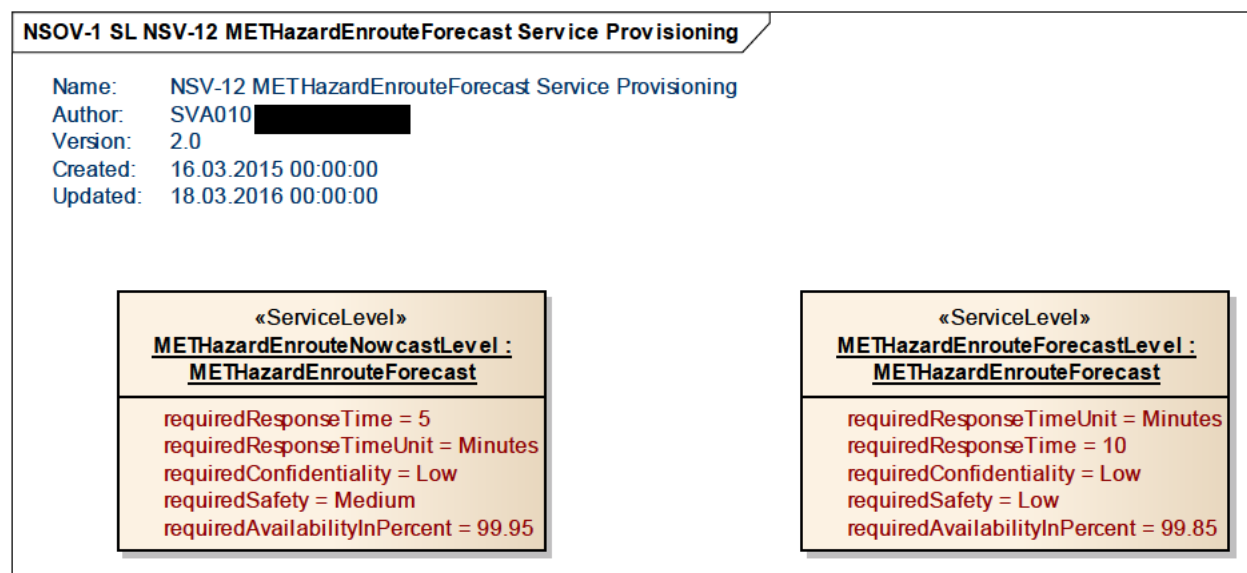 NSOV-1 SL NSV-12 METHazardEnrouteForecast Service Provisioning
Name: NSV-12 METHazardEnrouteForecast Service Provisioning
Author: SVA010
Version: 2.0
Created: 16.03.2015 00:00:00
Updated: 18.03.2016 00:00:00
«ServiceLevel»
METHazardEnrouteNowcastLevel :
METHazardEnrouteForecast
requiredResponseTime = 5
requiredResponseTimeUnit = Minutes
requiredConfidentiality = Low
requiredSafety = Medium
requiredAvailabilityInPercent = 99.95
«ServiceLevel»
METHazardEnrouteForecastLevel :
METHazardEnrouteForecast
requiredResponseTimeUnit = Minutes
requiredResponseTime = 10
requiredConfidentiality = Low
requiredSafety = Low
requiredAvailabilityInPercent = 99.85